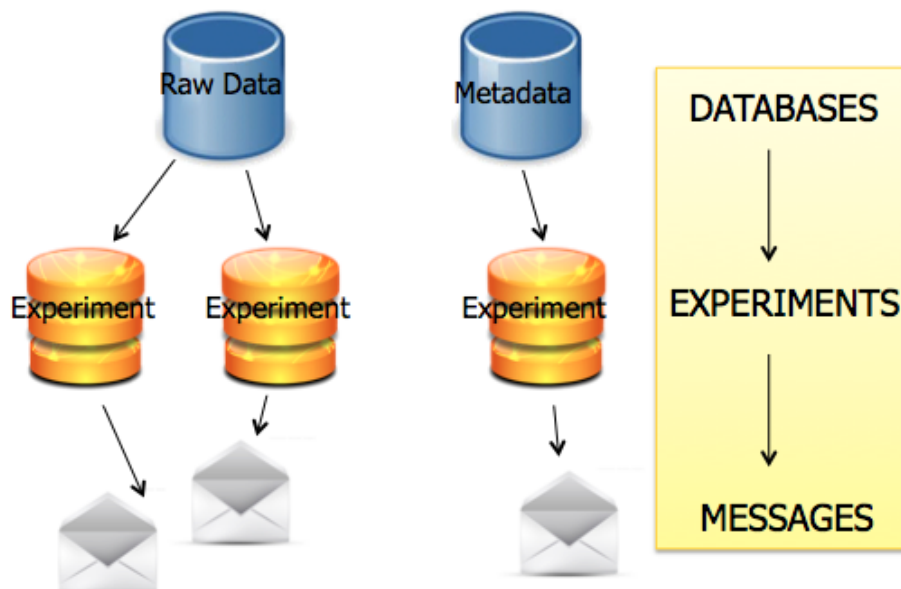 Raw Data
Metadata
Experiment
Experiment
Experiment
DATABASES
EXPERIMENTS
MESSAGES